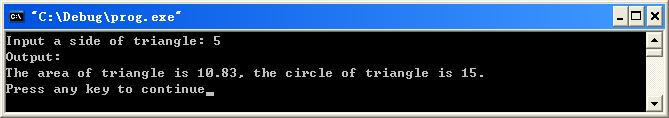 "C:\Debug\prog.exe"
Input a side of triangle: 5
Output:
The area of triangle is 10.83, the circle of triangle is 15.
Press any key to continue_